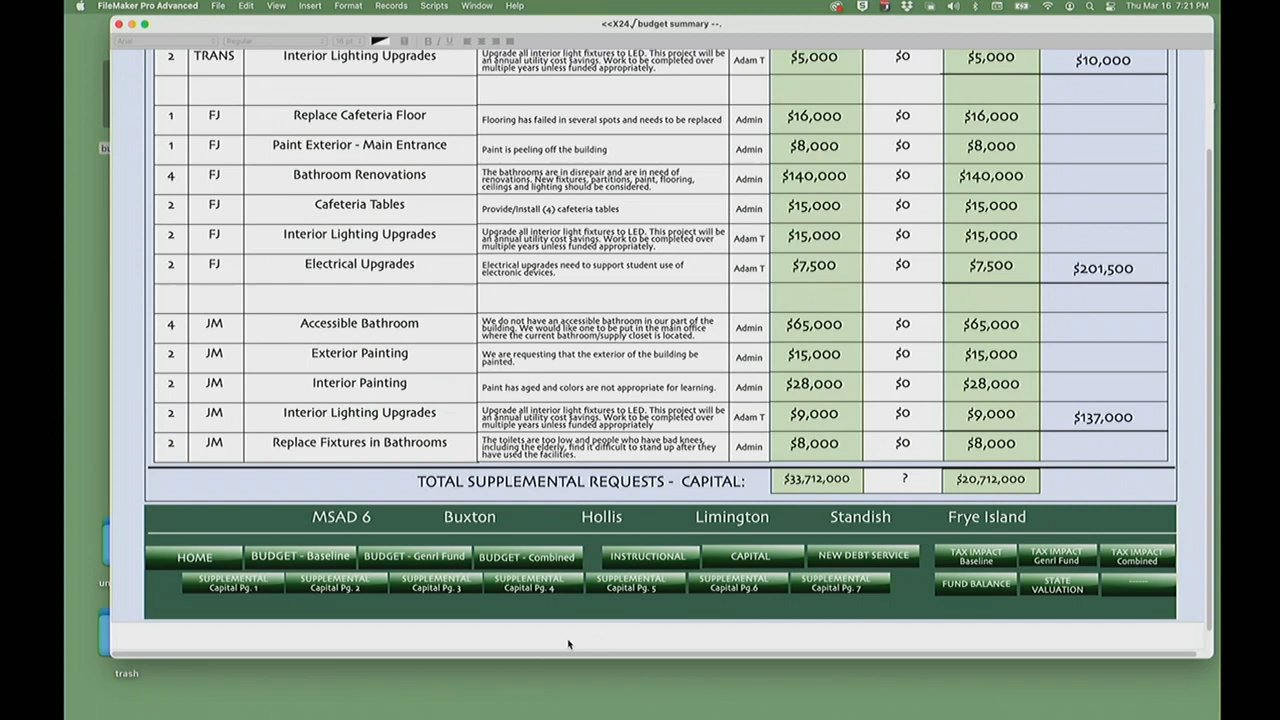 FileMaker Pro Advanced File Edit View Insert Format Records Scripts Window Help Thu Mar 16 7:21 PM
<<X24./budget summary --.
Arial Regular
2 TRANS Interior Lighting Upgrades Upgrade all interior light fixtures to LED. This project will be an annual utility cost savings. Work to be completed over multiple years unless funded appropriately. Adam T $5,000 $0 $5,000 $10,000
1 FJ Replace Cafeteria Floor Flooring has failed in several spots and needs to be replaced Admin $16,000 $0 $16,000
1 FJ Paint Exterior - Main Entrance Paint is peeling off the building Admin $8,000 $0 $8,000
4 FJ Bathroom Renovations The bathrooms are in disrepair and are in need of renovations. New fixtures, partitions, paint, flooring, ceilings and lighting should be considered. Admin $140,000 $0 $140,000
2 FJ Cafeteria Tables Provide/Install (4) cafeteria tables Admin $15,000 $0 $15,000
2 FJ Interior Lighting Upgrades Upgrade all interior light fixtures to LED. This project will be an annual utility cost savings. Work to be completed over multiple years unless funded appropriately. Adam T $15,000 $0 $15,000
2 FJ Electrical Upgrades Electrical upgrades need to support student use of electronic devices. Adam T $7,500 $0 $7,500 $201,500
4 JM Accessible Bathroom We do not have an accessible bathroom in our part of the building. We would like one to be put in the main office where the current bathroom/supply closet is located. Admin $65,000 $0 $65,000
2 JM Exterior Painting We are requesting that the exterior of the building be painted. Admin $15,000 $0 $15,000
2 JM Interior Painting Paint has aged and colors are not appropriate for learning. Admin $28,000 $0 $28,000
2 JM Interior Lighting Upgrades Upgrade all interior light fixtures to LED. This project will be an annual utility cost savings. Work to be completed over multiple years unless funded appropriately Adam T $9,000 $0 $9,000 $137,000
2 JM Replace Fixtures in Bathrooms The toilets are too low and people who have bad knees, including the elderly, find it difficult to stand up after they have used the facilities. Admin $8,000 $0 $8,000
TOTAL SUPPLEMENTAL REQUESTS - CAPITAL: $33,712,000 ? $20,712,000
MSAD 6 Buxton Hollis Limington Standish Frye Island
HOME BUDGET - Baseline BUDGET - Genrl Fund BUDGET - Combined INSTRUCTIONAL CAPITAL NEW DEBT SERVICE TAX IMPACT Baseline TAX IMPACT Genrl Fund TAX IMPACT Combined
SUPPLEMENTAL Capital Pg. 1 SUPPLEMENTAL Capital Pg. 2 SUPPLEMENTAL Capital Pg. 3 SUPPLEMENTAL Capital Pg. 4 SUPPLEMENTAL Capital Pg. 5 SUPPLEMENTAL Capital Pg.6 SUPPLEMENTAL Capital Pg. 7 FUND BALANCE STATE VALUATION ------
trash